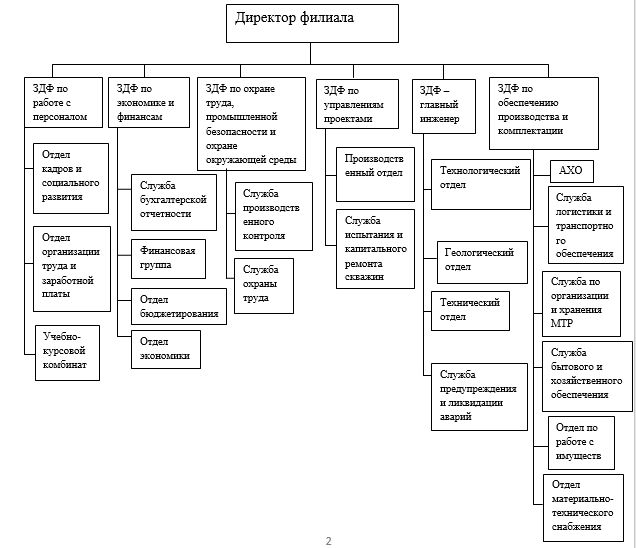 Директор филиала
ЗДФ по
работе с
персоналом
ЗДФ по
экономике и
финансам
ЗДФ по охране
труда,
промышленной
безопасности и
охране
окружающей среды
ЗДФ по
управлениям
проектами
ЗДФ –
главный
инженер
ЗДФ по
обеспечению
производства и
комплектации
Отдел
кадров и
социального
развития
Отдел
организации
труда и
заработной
платы
Учебно-
курсовой
комбинат
Служба
бухгалтерской
отчетности
Финансовая
группа
Отдел
бюджетирования
Отдел
экономики
Служба
производств
енного
контроля
Служба
охраны
труда
Производств
енный отдел
Служба
испытания и
капитального
ремонта
скважин
Технологический
отдел
Геологический
отдел
Технический
отдел
Служба
предупреждения
и ликвидации
аварий
АХО
Служба
логистики и
транспортно
го
обеспечения
Служба по
организации
и хранения
МТР
Служба
бытового и
хозяйственного
обеспечения
Отдел по
работе с
имуществ
Отдел
материально-
технического
снабжения
2